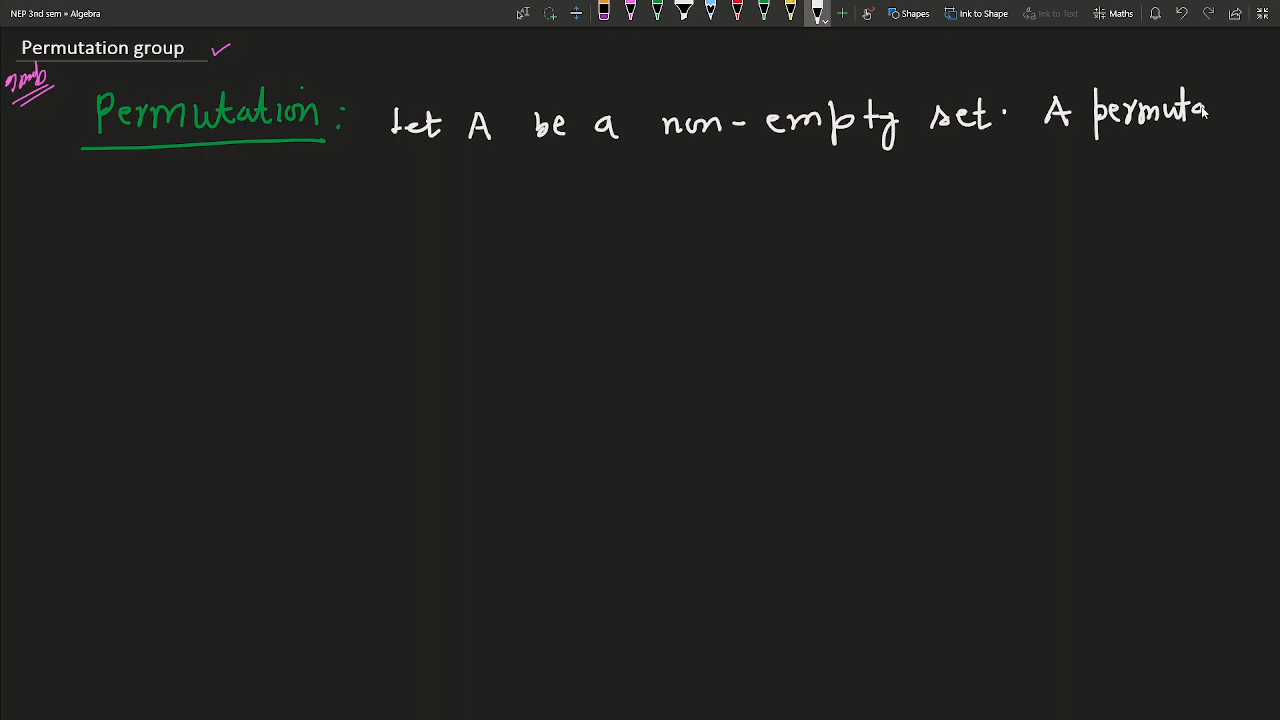 NEP 3nd sem » Algebra
Ink to Shape
Shapes
Ink to Text
Maths
Permutation group
Permutation : Let A be a non-empty set. A permuta